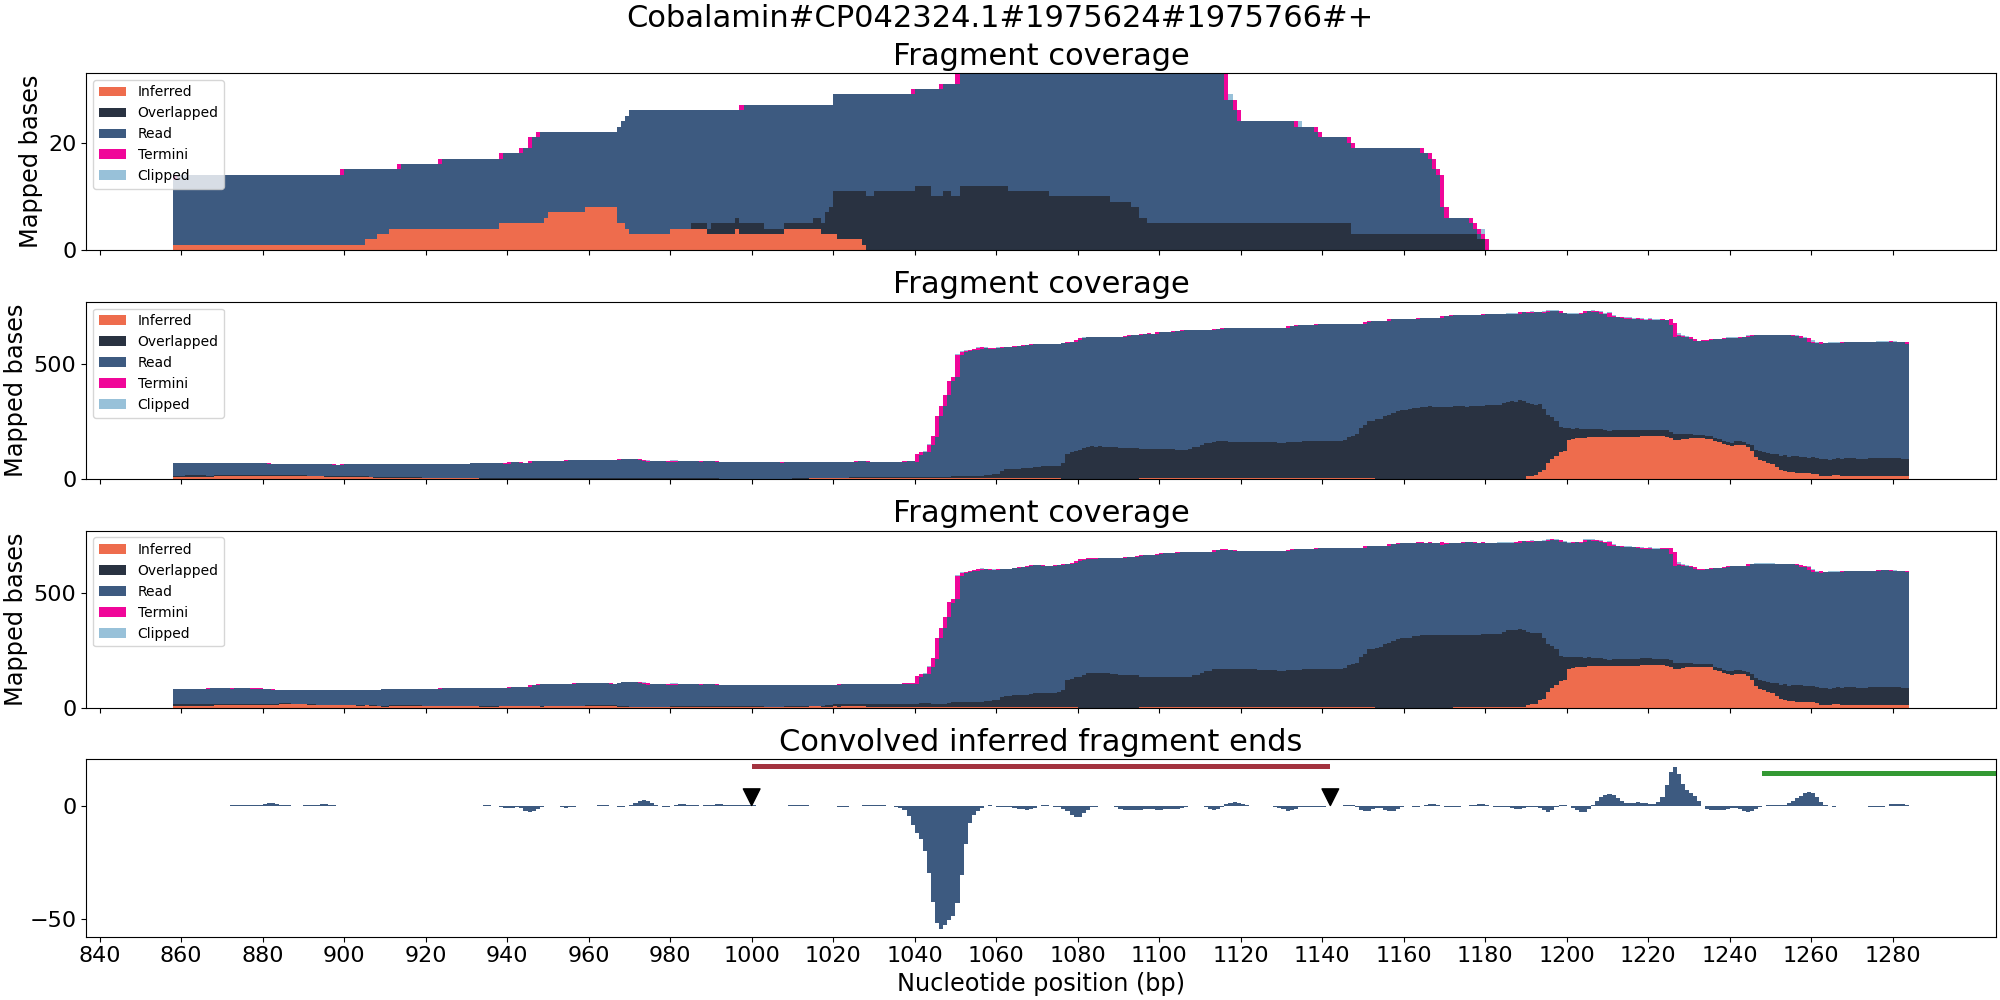 Cobalamin#CP042324.1#1975624#1975766#+
Fragment coverage
Mapped bases
20
0
Inferred
Overlapped
Read
Termini
Clipped
Fragment coverage
Mapped bases
500
0
Inferred
Overlapped
Read
Termini
Clipped
Fragment coverage
Mapped bases
500
0
Inferred
Overlapped
Read
Termini
Clipped
Convolved inferred fragment ends
0
−50
840 860 880 900 920 940 960 980 1000 1020 1040 1060 1080 1100 1120 1140 1160 1180 1200 1220 1240 1260 1280
Nucleotide position (bp)